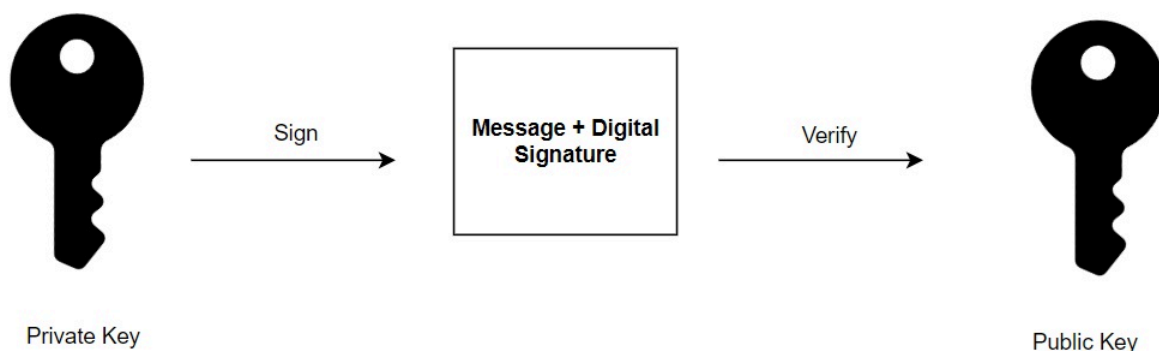 Sign
Message + Digital
Signature
Verify
Private Key
Public Key